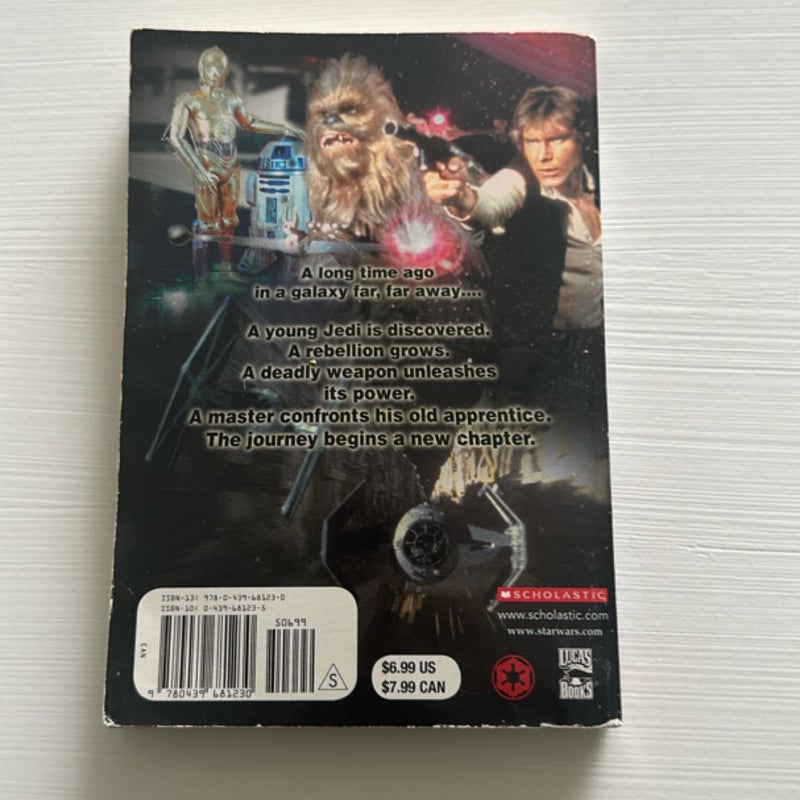 A long time ago
in a galaxy far, far away....
A young Jedi is discovered.
A rebellion grows.
A deadly weapon unleashes
its power.
A master confronts his old apprentice.
The journey begins a new chapter.
ISBN-13: 978-0-439-68123-0
ISBN-10: 0-439-68123-5
50699
EAN
9 780439 681230
S
$6.99 US
$7.99 CAN
SCHOLASTIC
www.scholastic.com
www.starwars.com
LUCAS
BOOKS